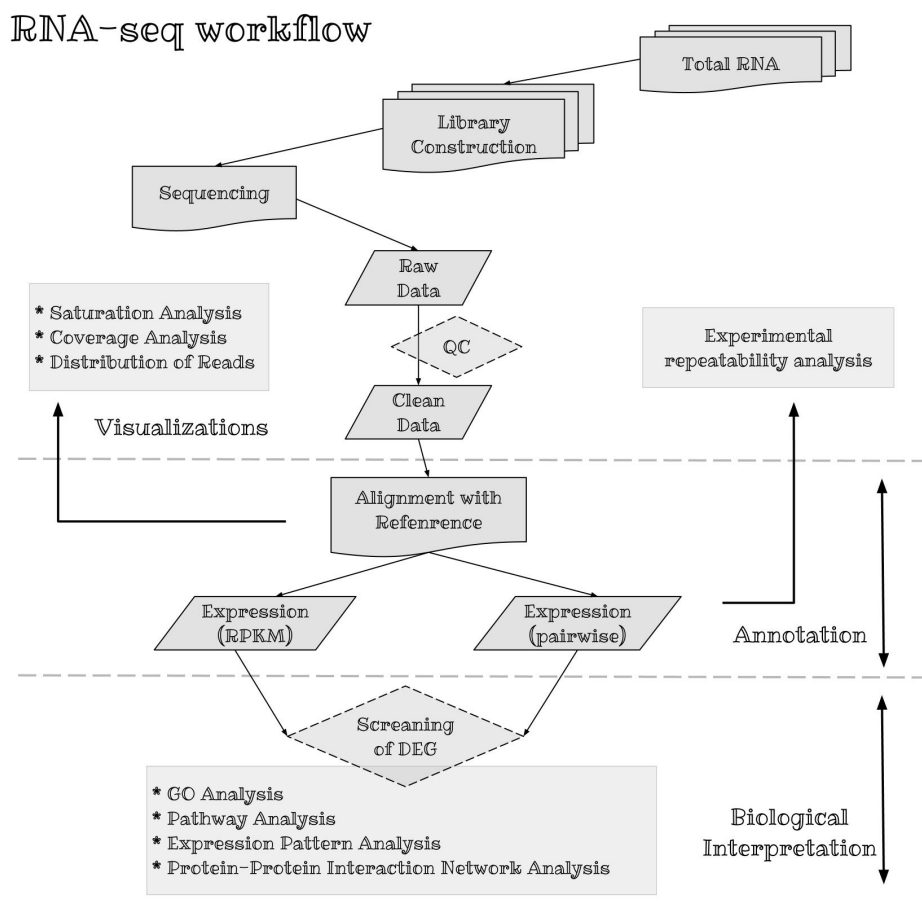 RNA-seq workflow
Total RNA
Library
Construction
Sequencing
Raw
Data
* Saturation Analysis
* Coverage Analysis
* Distribution of Reads
QC
Experimental
repeatability analysis
Clean
Data
Visualizations
Alignment with
Refenrence
Expression
(RPKM)
Expression
(pairwise)
Annotation
Screaning
of DEG
* GO Analysis
* Pathway Analysis
* Expression Pattern Analysis
* Protein-Protein Interaction Network Analysis
Biological
Interpretation